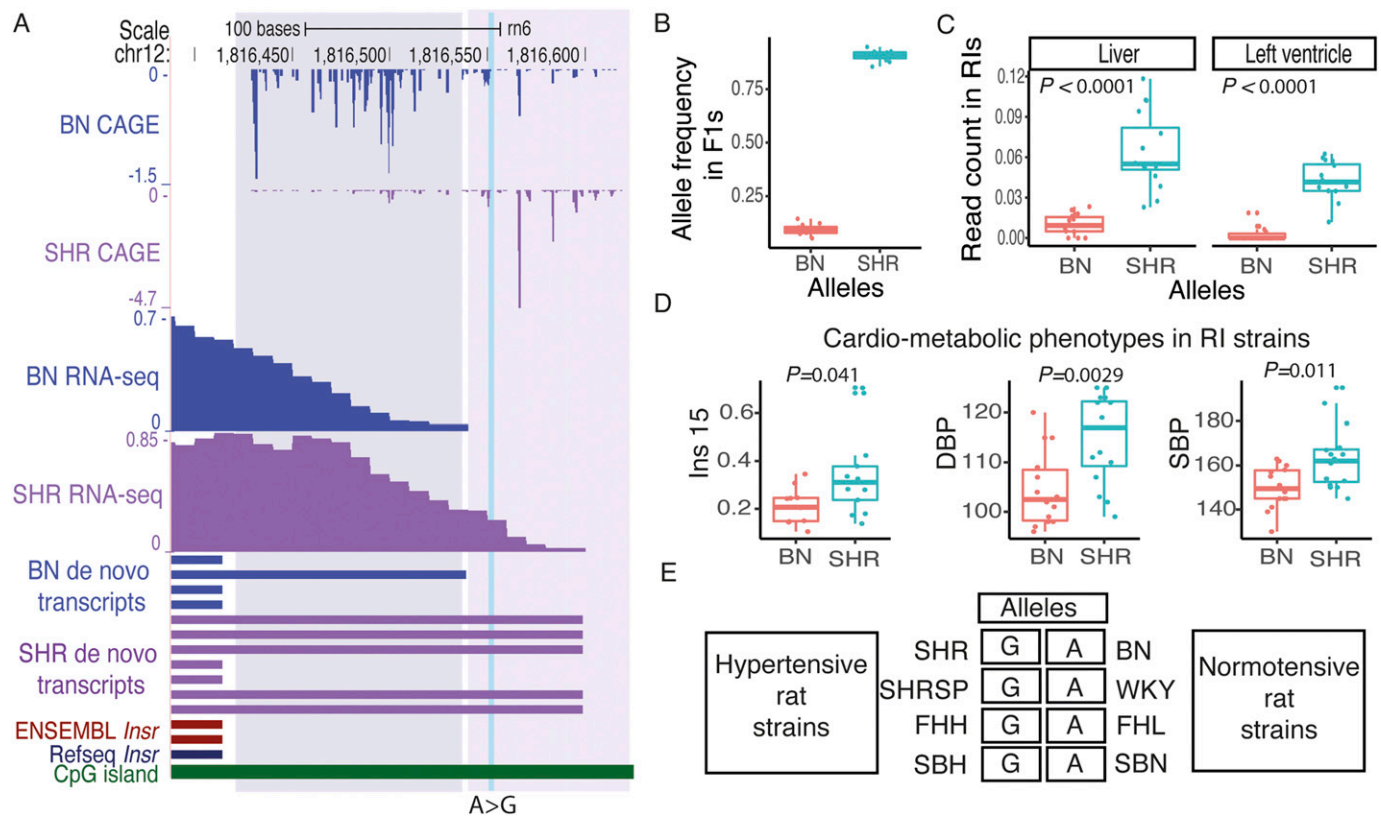 A
Scale
100 bases
rn6
chr12:
1,816,450
1,816,500
1,816,550
1,816,600
0
BN CAGE
-1.5
0
SHR CAGE
-4.7
0.7
BN RNA-seq
0
0.85
SHR RNA-seq
0
BN de novo
transcripts
SHR de novo
transcripts
ENSEMBL Insr
Refseq Insr
CpG island
A>G
B
Allele frequency
in F1s
0.75
0.50
0.25
BN
SHR
Alleles
C
Liver
Left ventricle
P < 0.0001
P < 0.0001
Read count in RIs
0.12
0.09
0.06
0.03
0.00
BN
SHR
BN
SHR
Alleles
D
Cardio-metabolic phenotypes in RI strains
P=0.041
Ins 15
0.6
0.4
0.2
BN
SHR
P=0.0029
DBP
120
110
100
BN
SHR
P=0.011
SBP
180
160
140
BN
SHR
E
Alleles
Hypertensive
rat
strains
SHR G A BN
SHRSP G A WKY
FHH G A FHL
SBH G A SBN
Normotensive
rat
strains